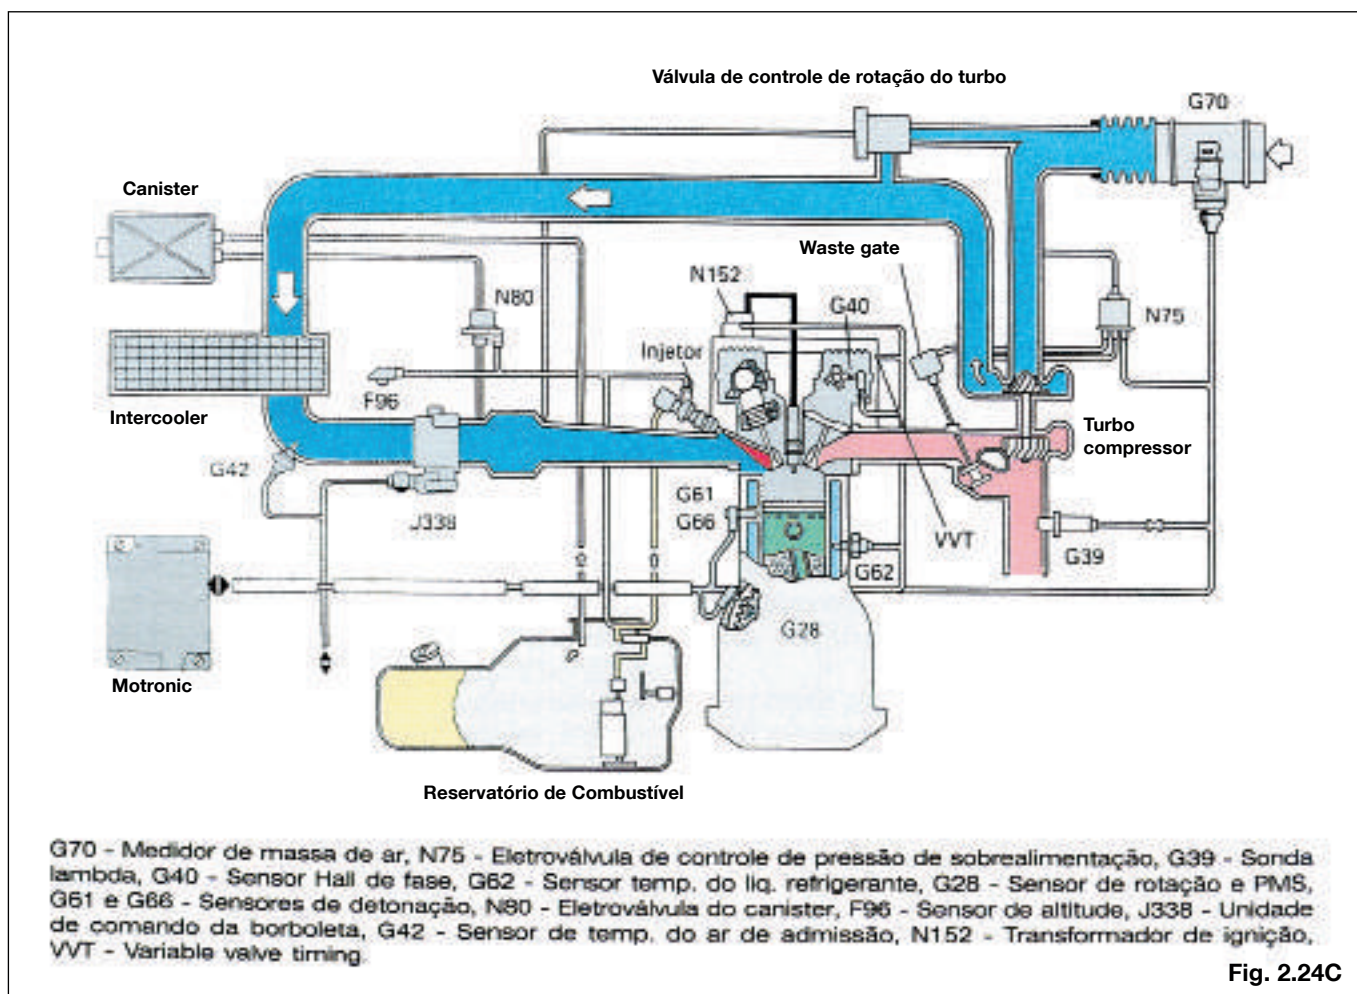 Válvula de controle de rotação do turbo
G70
Canister
Waste gate
N152
N80
G40
N75
Injetor
F96
Intercooler
Turbo
compressor
G42
G61
G66
J338
VVT
G39
G62
G28
Motronic
Reservatório de Combustível
G70 - Medidor de massa de ar, N75 - Eletroválvula de controle de pressão de sobrealimentação, G39 - Sonda
lambda, G40 - Sensor Hall de fase, G62 - Sensor temp. do liq. refrigerante, G28 - Sensor de rotação e PMS,
G61 e G66 - Sensores de detonação, N80 - Eletroválvula do canister, F96 - Sensor de altitude, J338 - Unidade
de comando da borboleta, G42 - Sensor de temp. do ar de admissão, N152 - Transformador de ignição,
VVT - Variable valve timing.
Fig. 2.24C